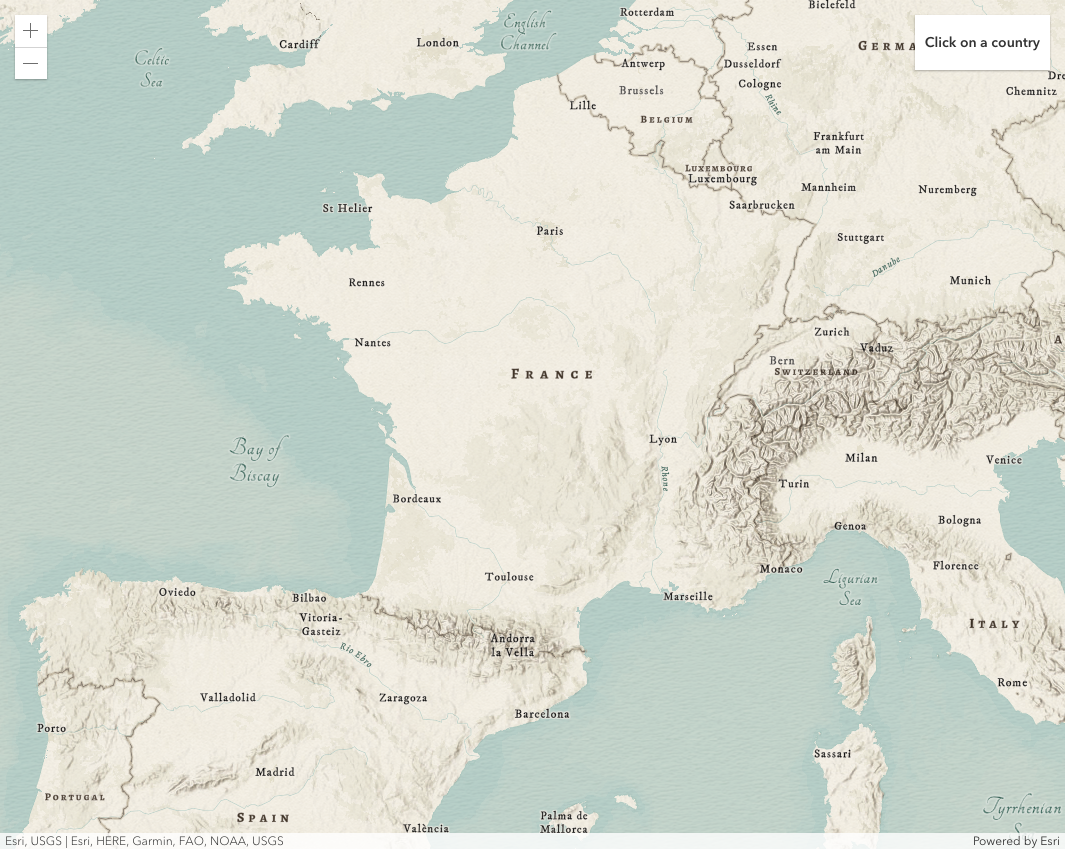 Bielefeld
Rotterdam
English
Channel
Cardiff
London
Essen
GERMA
Click on a country
Celtic
Sea
Antwerp
Dusseldorf
Cologne
Brussels
Dre
Chemnitz
Lille
Rhine
BELGIUM
Frankfurt
am Main
LUXEMBOURG
Luxembourg
Mannheim
Nuremberg
St Helier
Saarbrucken
Paris
Stuttgart
Danube
Rennes
Munich
Zurich
Nantes
Vaduz
A
Bern
SWITZERLAND
FRANCE
Lyon
Bay of
Biscay
Milan
Venice
Rhone
Turin
Bordeaux
Genoa
Bologna
Florence
Monaco
Toulouse
Ligurian
Sea
Oviedo
Bilbao
Marseille
Vitoria-
Gasteiz
ITALY
Andorra
la Vella
Rio Ebro
Rome
Valladolid
Zaragoza
Barcelona
Porto
Sassari
Madrid
PORTUGAL
Tyrrhenian
S
SPAIN
Palma de
Mallorca
València
Esri, USGS | Esri, HERE, Garmin, FAO, NOAA, USGS
Powered by Esri